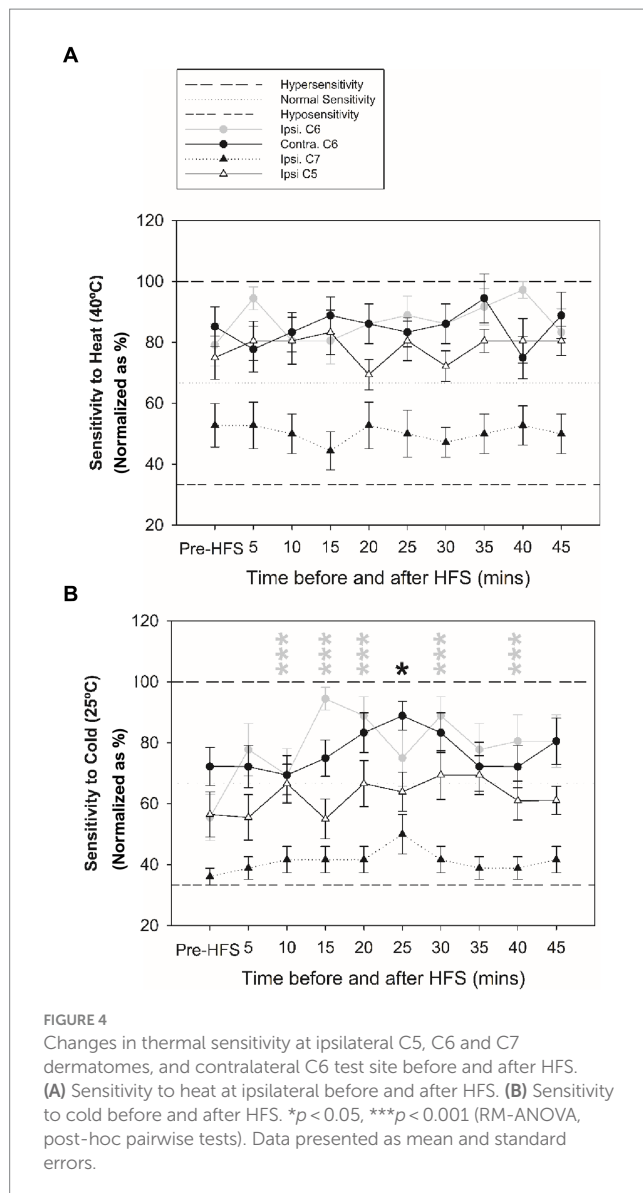 A
Hypersensitivity
Normal Sensitivity
Hyposensitivity
Ipsi. C6
Contra. C6
Ipsi. C7
Ipsi C5
Sensitivity to Heat (40ºC)
(Normalized as %)
120
100
80
60
40
20
Pre-HFS 5 10 15 20 25 30 35 40 45
Time before and after HFS (mins)
B
Sensitivity to Cold (25ºC)
(Normalized as %)
120
100
80
60
40
20
*** *** *** * *** ***
Pre-HFS 5 10 15 20 25 30 35 40 45
Time before and after HFS (mins)
FIGURE 4
Changes in thermal sensitivity at ipsilateral C5, C6 and C7
dermatomes, and contralateral C6 test site before and after HFS.
(A) Sensitivity to heat at ipsilateral before and after HFS. (B) Sensitivity
to cold before and after HFS. *p < 0.05, ***p < 0.001 (RM-ANOVA,
post-hoc pairwise tests). Data presented as mean and standard
errors.